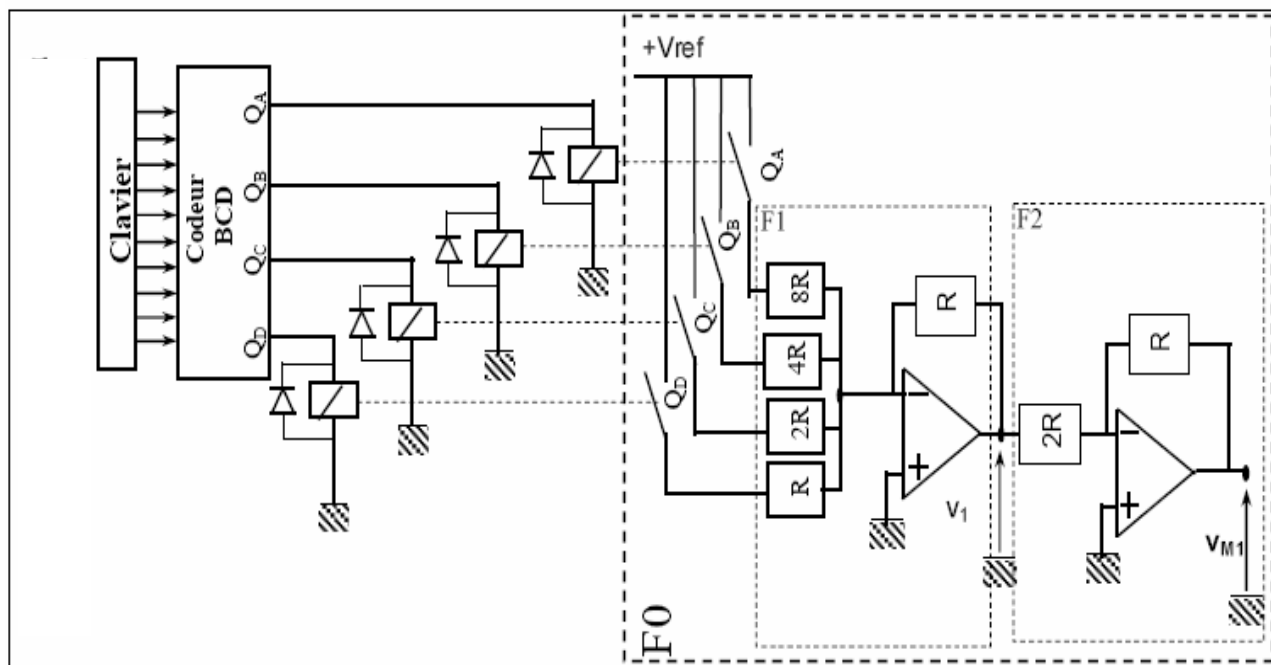 Clavier
Codeur
BCD
QA
QB
QC
QD
+Vref
QA
QB
QC
QD
F0
F1
8R
4R
2R
R
R
−
+
V1
F2
2R
R
−
+
VM1